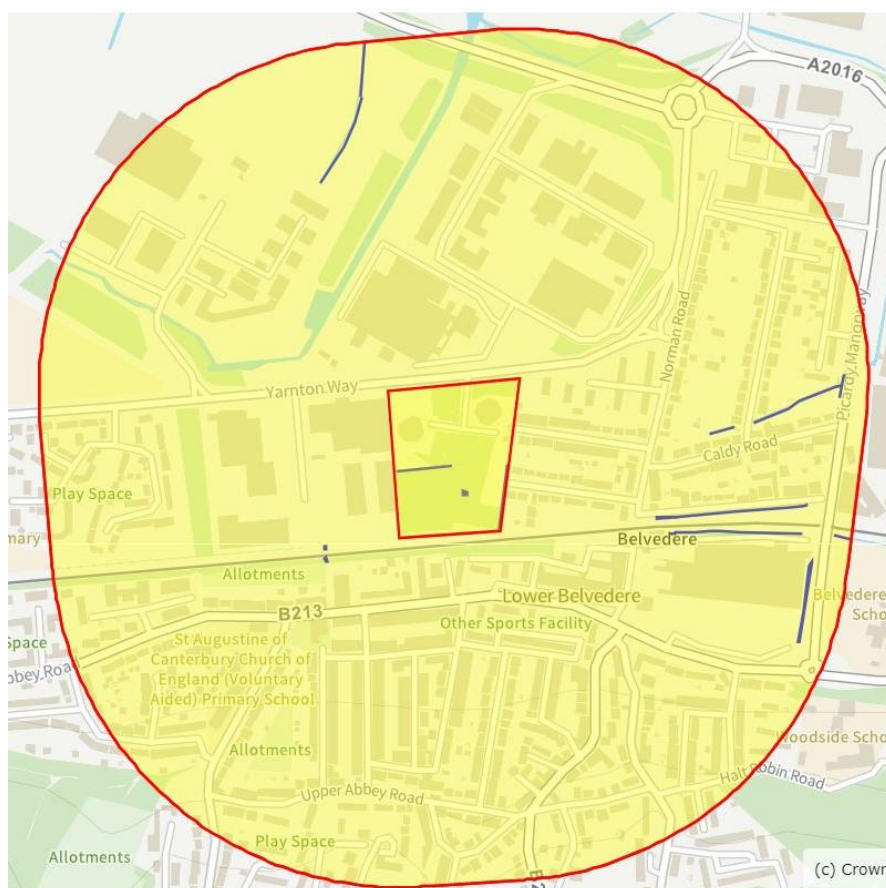 A2016
Norman Road
Picardy Manorway
Yarnton Way
Caldy Road
Play Space
mary
Belvedere
Allotments
Lower Belvedere
Belvedere
Scho
B213
Other Sports Facility
Space
bbey Road
St Augustine of
Canterbury Church of
England (Voluntary
Aided) Primary School
Woodside Scho
Allotments
Halt Robin Road
Upper Abbey Road
Play Space
Allotments
(c) Crown